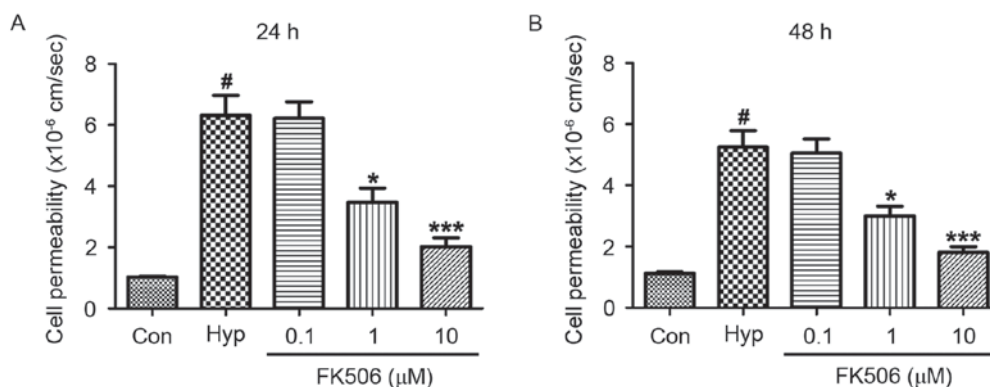 A
24 h
Cell permeability (x10⁻⁶ cm/sec)
8
6
4
2
0
#
*
***
Con Hyp 0.1 1 10
FK506 (µM)
B
48 h
Cell permeability (x10⁻⁶ cm/sec)
8
6
4
2
0
#
*
***
Con Hyp 0.1 1 10
FK506 (µM)